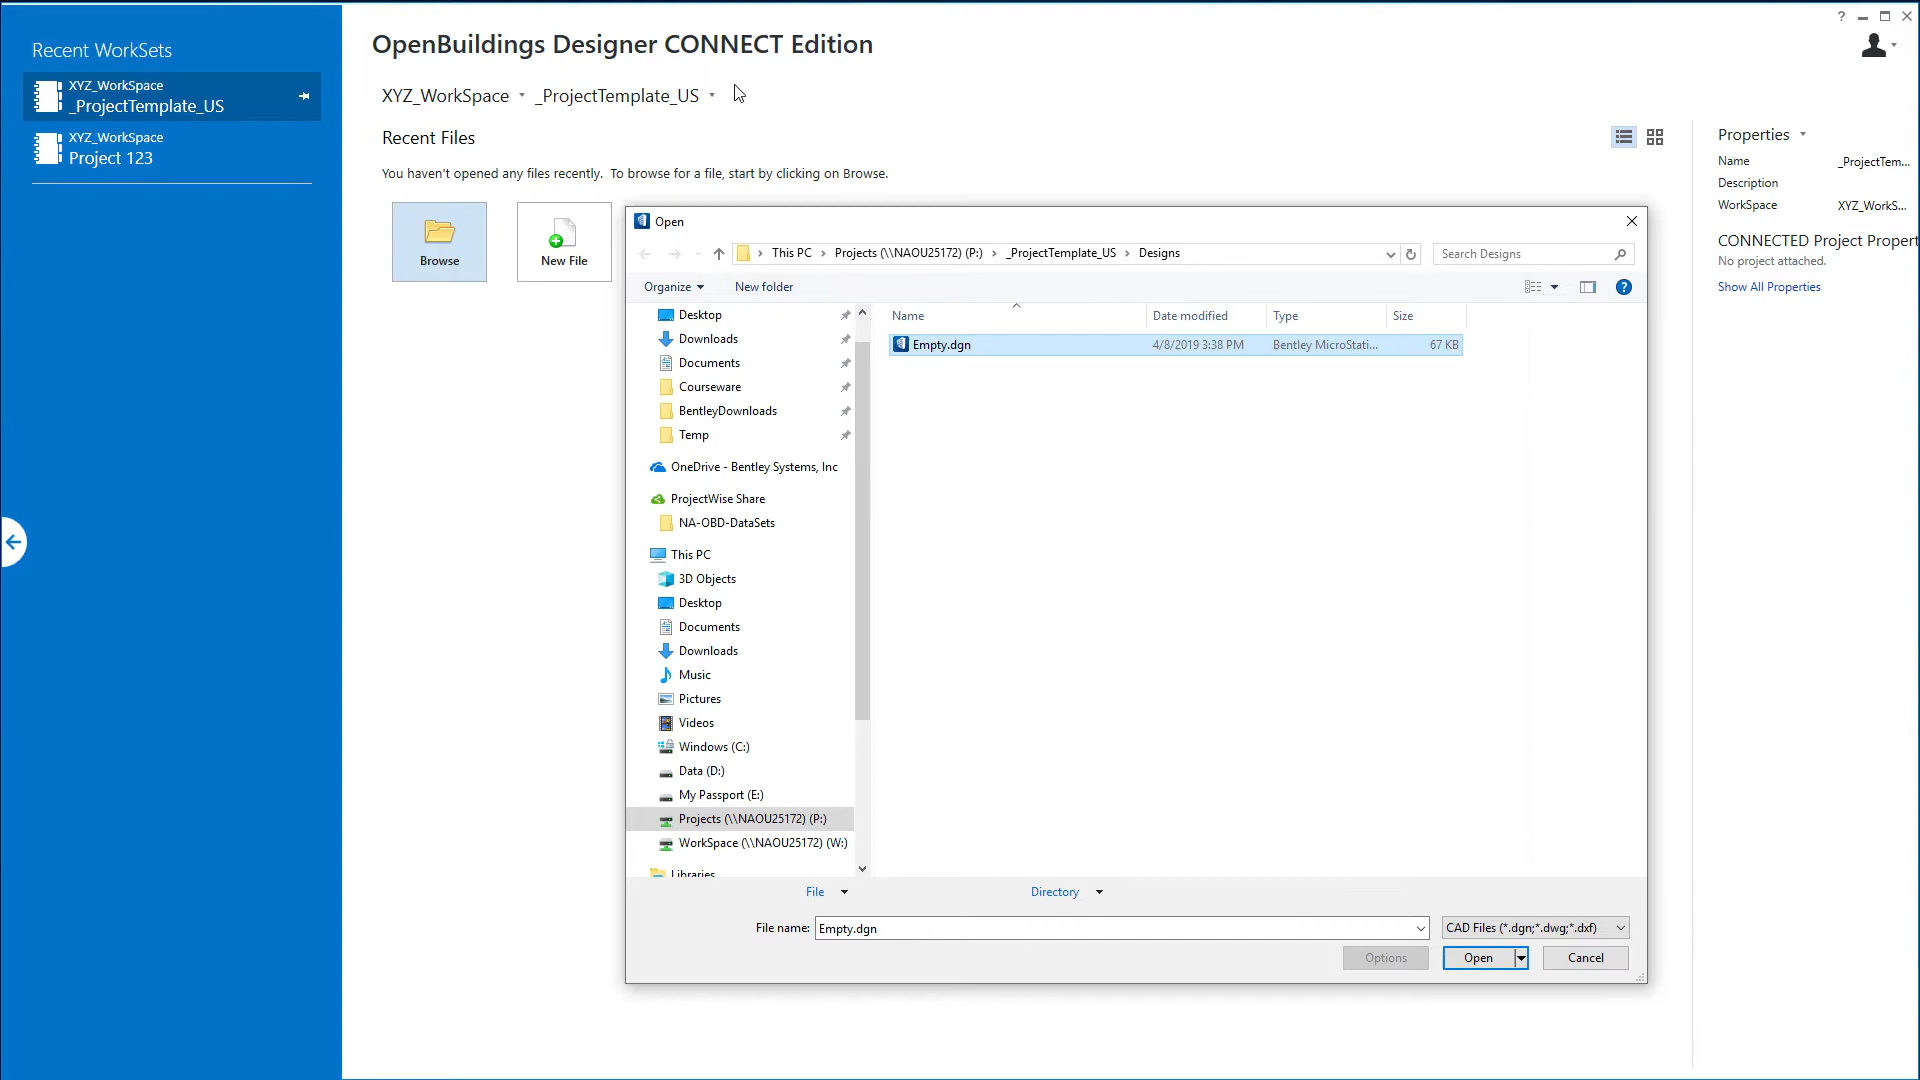 Recent WorkSets
XYZ_WorkSpace
_ProjectTemplate_US
XYZ_WorkSpace
Project 123
?
OpenBuildings Designer CONNECT Edition
XYZ_WorkSpace _ProjectTemplate_US
Recent Files
You haven't opened any files recently. To browse for a file, start by clicking on Browse.
Browse
New File
Properties
Name _ProjectTem...
Description
WorkSpace XYZ_WorkS...
CONNECTED Project Propert
No project attached.
Show All Properties
Open
This PC > Projects (\\NAOU25172) (P:) > _ProjectTemplate_US > Designs
Search Designs
Organize New folder
?
Desktop
Downloads
Documents
Courseware
BentleyDownloads
Temp
OneDrive - Bentley Systems, Inc
ProjectWise Share
NA-OBD-DataSets
This PC
3D Objects
Desktop
Documents
Downloads
Music
Pictures
Videos
Windows (C:)
Data (D:)
My Passport (E:)
Projects (\\NAOU25172) (P:)
WorkSpace (\\NAOU25172) (W:)
Libraries
Name Date modified Type Size
Empty.dgn 4/8/2019 3:38 PM Bentley MicroStati... 67 KB
File Directory
File name: Empty.dgn CAD Files (*.dgn;*.dwg;*.dxf)
Options Open Cancel